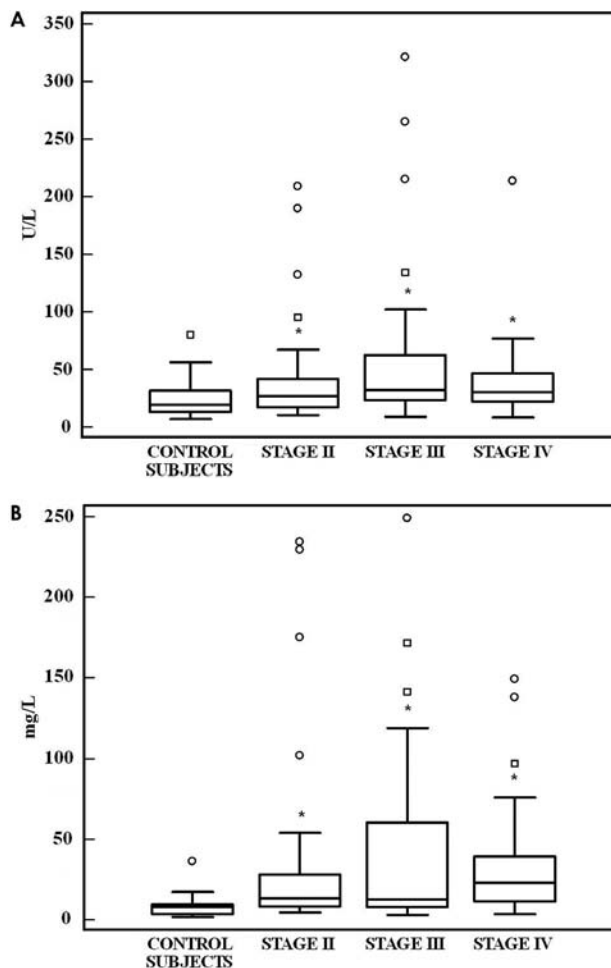 A
350
300
250
200
150
100
50
0
U/L
CONTROL
SUBJECTS
STAGE II
STAGE III
STAGE IV
*
*
*
B
250
200
150
100
50
0
mg/L
CONTROL
SUBJECTS
STAGE II
STAGE III
STAGE IV
*
*
*